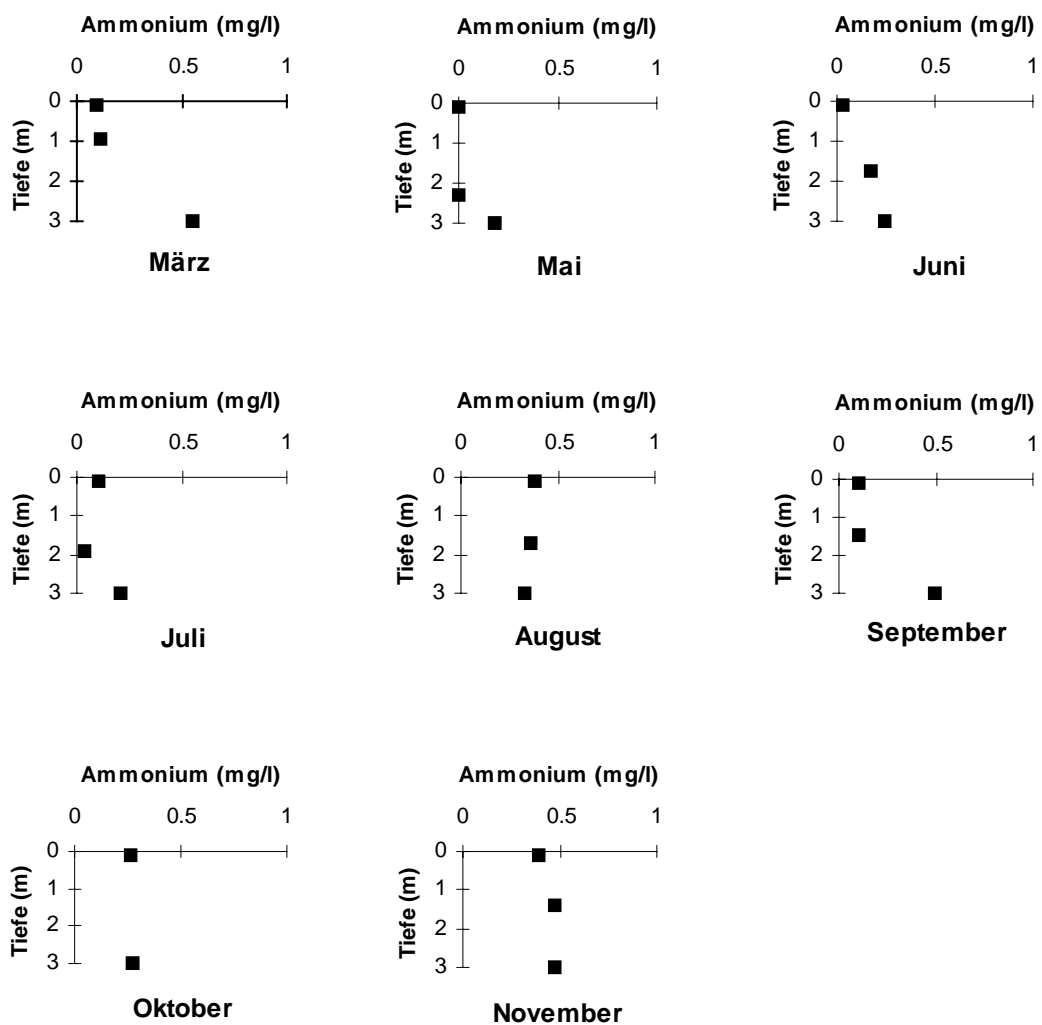 Ammonium (mg/l)
0 0.5 1
0
1
2
3
Tiefe (m)
März
Ammonium (mg/l)
0 0.5 1
0
1
2
3
Tiefe (m)
Mai
Ammonium (mg/l)
0 0.5 1
0
1
2
3
Tiefe (m)
Juni
Ammonium (mg/l)
0 0.5 1
0
1
2
3
Tiefe (m)
Juli
Ammonium (mg/l)
0 0.5 1
0
1
2
3
Tiefe (m)
August
Ammonium (mg/l)
0 0.5 1
0
1
2
3
Tiefe (m)
September
Ammonium (mg/l)
0 0.5 1
0
1
2
3
Tiefe (m)
Oktober
Ammonium (mg/l)
0 0.5 1
0
1
2
3
Tiefe (m)
November